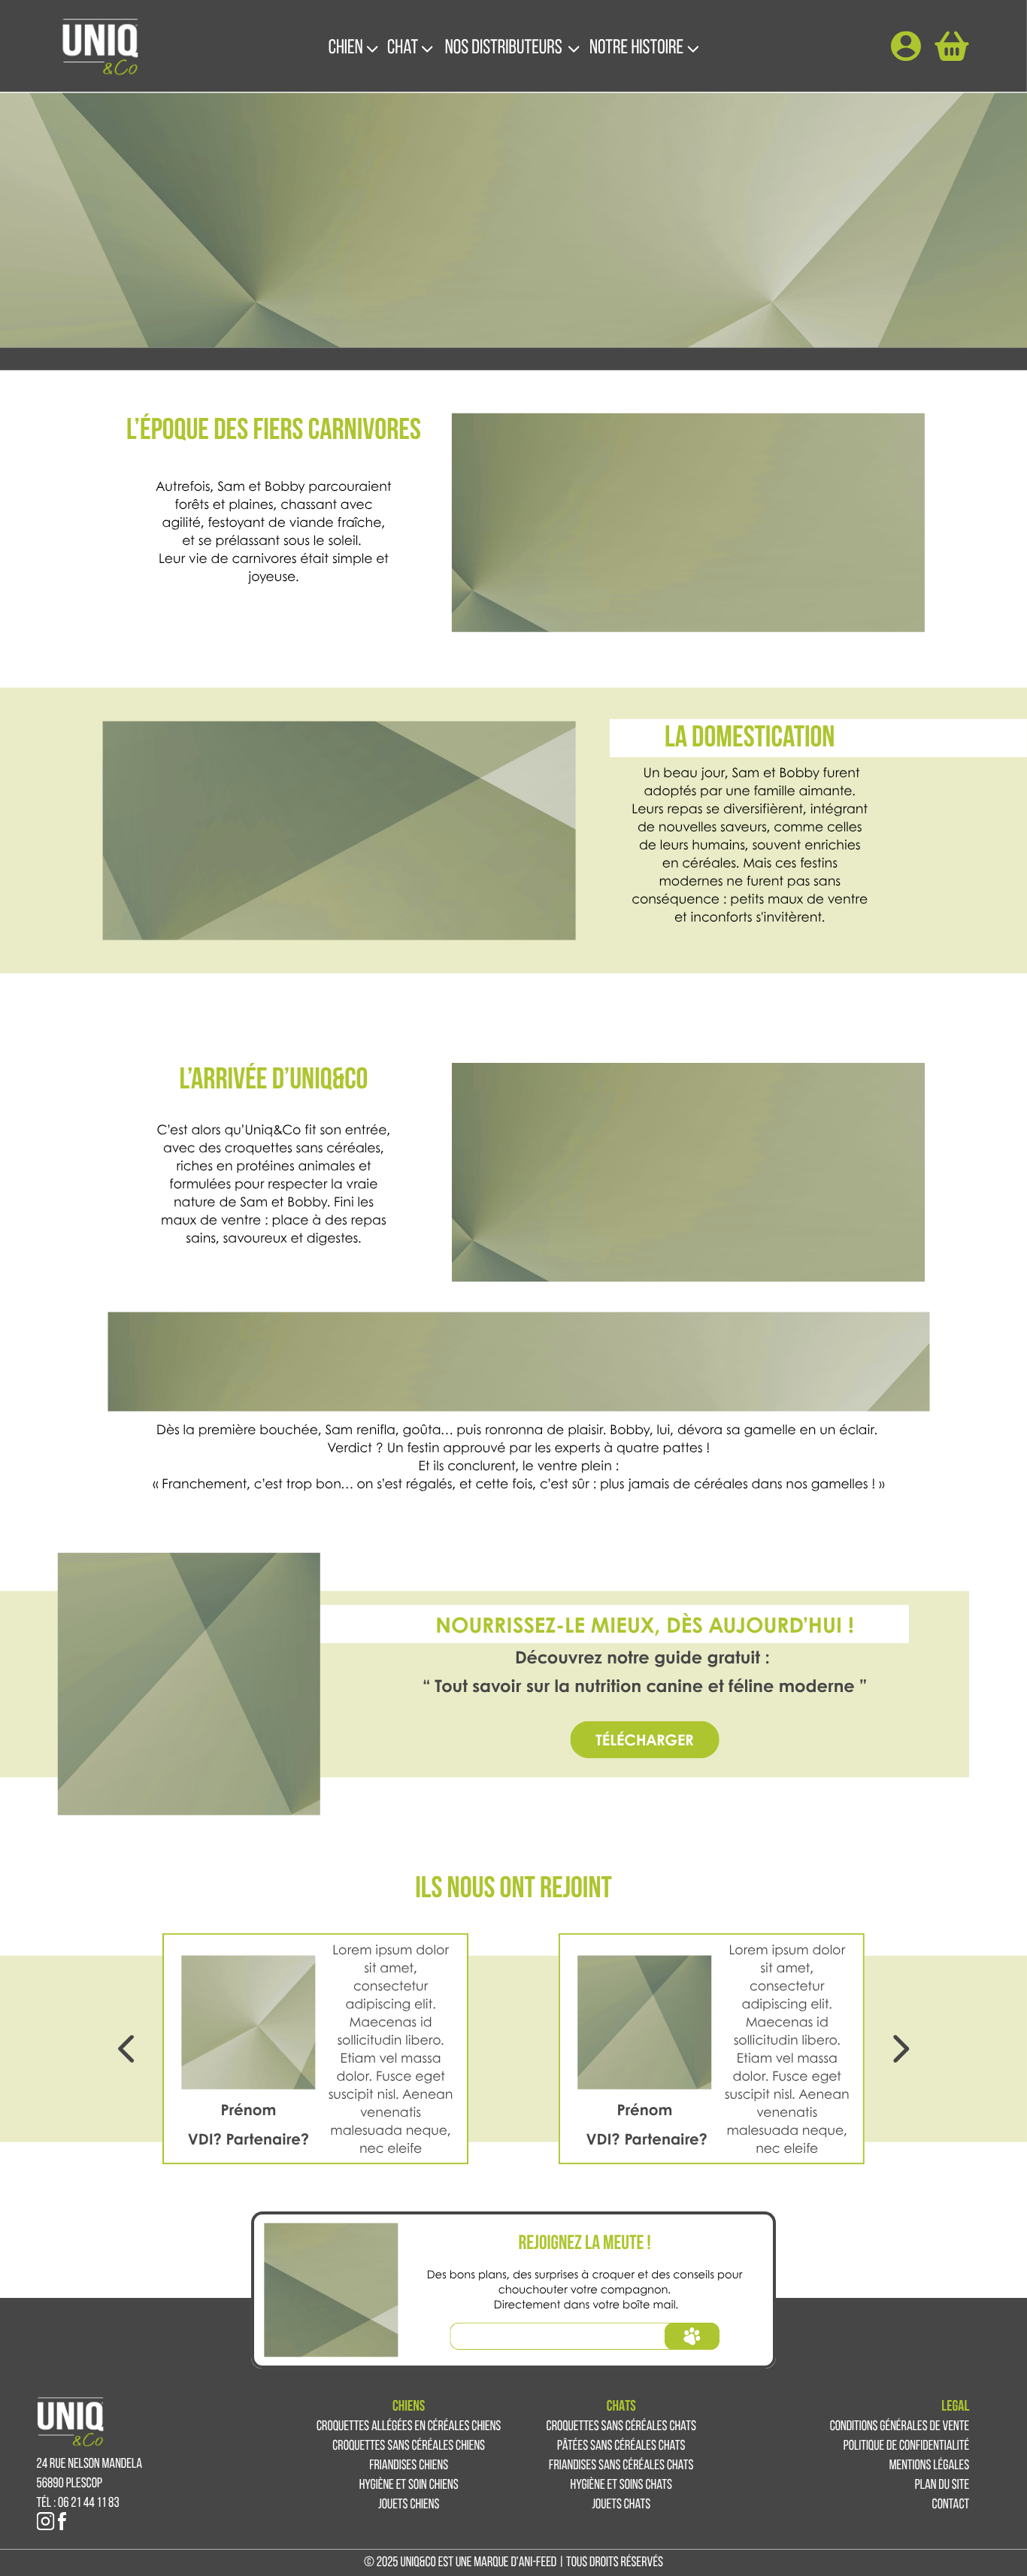 UNIQ
&Co
CHIEN CHAT NOS DISTRIBUTEURS NOTRE HISTOIRE
L'ÉPOQUE DES FIERS CARNIVORES
Autrefois, Sam et Bobby parcouraient
forêts et plaines, chassant avec
agilité, festoyant de viande fraîche,
et se prélassant sous le soleil.
Leur vie de carnivores était simple et
joyeuse.
LA DOMESTICATION
Un beau jour, Sam et Bobby furent
adoptés par une famille aimante.
Leurs repas se diversifièrent, intégrant
de nouvelles saveurs, comme celles
de leurs humains, souvent enrichies
en céréales. Mais ces festins
modernes ne furent pas sans
conséquence : petits maux de ventre
et inconforts s'invitèrent.
L'ARRIVÉE D'UNIQ&CO
C'est alors qu'Uniq&Co fit son entrée,
avec des croquettes sans céréales,
riches en protéines animales et
formulées pour respecter la vraie
nature de Sam et Bobby. Fini les
maux de ventre : place à des repas
sains, savoureux et digestes.
Dès la première bouchée, Sam renifla, goûta... puis ronronna de plaisir. Bobby, lui, dévora sa gamelle en un éclair.
Verdict ? Un festin approuvé par les experts à quatre pattes !
Et ils conclurent, le ventre plein :
« Franchement, c'est trop bon... on s'est régalés, et cette fois, c'est sûr : plus jamais de céréales dans nos gamelles ! »
NOURRISSEZ-LE MIEUX, DÈS AUJOURD'HUI !
Découvrez notre guide gratuit :
“ Tout savoir sur la nutrition canine et féline moderne ”
TÉLÉCHARGER
ILS NOUS ONT REJOINT
Lorem ipsum dolor
sit amet,
consectetur
adipiscing elit.
Maecenas id
sollicitudin libero.
Etiam vel massa
dolor. Fusce eget
suscipit nisl. Aenean
venenatis
malesuada neque,
nec eleife
Prénom
VDI? Partenaire?
Lorem ipsum dolor
sit amet,
consectetur
adipiscing elit.
Maecenas id
sollicitudin libero.
Etiam vel massa
dolor. Fusce eget
suscipit nisl. Aenean
venenatis
malesuada neque,
nec eleife
Prénom
VDI? Partenaire?
REJOIGNEZ LA MEUTE !
Des bons plans, des surprises à croquer et des conseils pour
chouchouter votre compagnon.
Directement dans votre boîte mail.
UNIQ
&Co
24 RUE NELSON MANDELA
56890 PLESCOP
TÉL : 06 21 44 11 83
CHIENS
CROQUETTES ALLÉGÉES EN CÉRÉALES CHIENS
CROQUETTES SANS CÉRÉALES CHIENS
FRIANDISES CHIENS
HYGIÈNE ET SOIN CHIENS
JOUETS CHIENS
CHATS
CROQUETTES SANS CÉRÉALES CHATS
PÂTÉES SANS CÉRÉALES CHATS
FRIANDISES SANS CÉRÉALES CHATS
HYGIÈNE ET SOINS CHATS
JOUETS CHATS
LEGAL
CONDITIONS GÉNÉRALES DE VENTE
POLITIQUE DE CONFIDENTIALITÉ
MENTIONS LÉGALES
PLAN DU SITE
CONTACT
© 2025 UNIQ&CO EST UNE MARQUE D'ANI-FEED | TOUS DROITS RÉSERVÉS